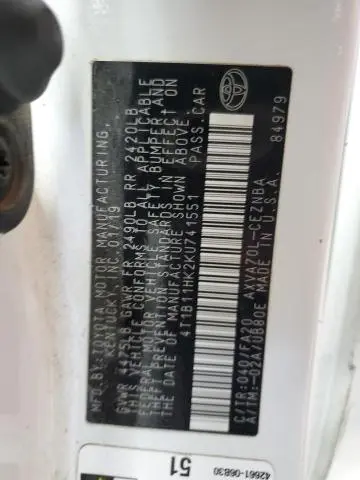 MFD. BY: TOYOTA MOTOR MANUFACTURING,
KENTUCKY, INC. 01/19
GVWR 4475LB GAWR FR 2490LB RR 2420LB
THIS VEHICLE CONFORMS TO ALL APPLICABLE
FEDERAL MOTOR VEHICLE SAFETY, BUMPER, AND
THEFT PREVENTION STANDARDS IN EFFECT ON
THE DATE OF MANUFACTURE SHOWN ABOVE.
4T1B11HK2KU741551 PASS. CAR
C/TR: 040/FA20 AXVA70L-CEZNBA
A/TM: -02A/UB80E MADE IN U.S.A.
84979
51
42661-06B30